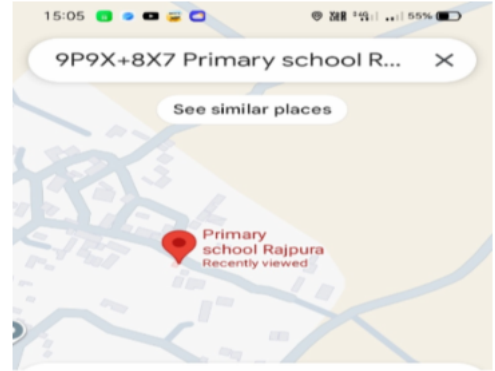 15:05
55%
9P9X+8X7 Primary school R...
See similar places
Primary
school Rajpura
Recently viewed